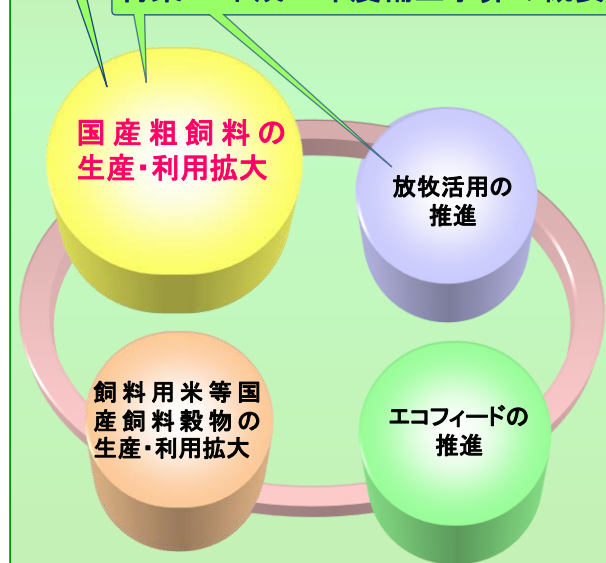 国産粗飼料の
生産・利用拡大
放牧活用の
推進
飼料用米等国
産飼料穀物の
生産・利用拡大
エコフィードの
推進